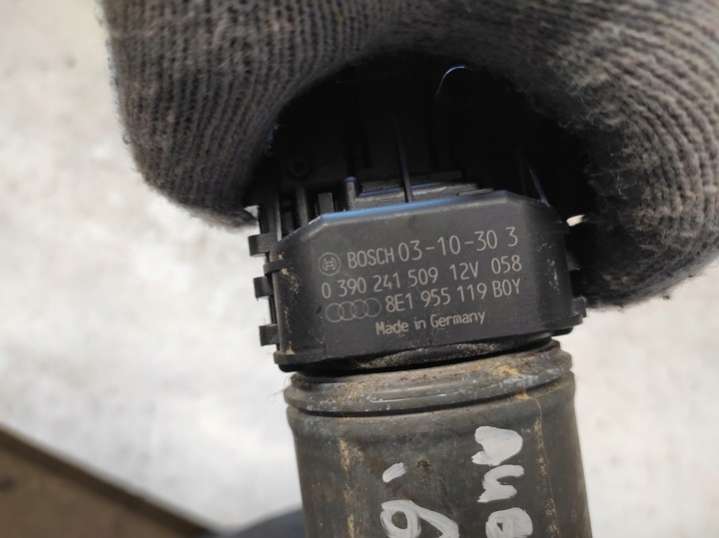 BOSCH 03-10-30 3
0 390 241 509 12V 058
8E1 955 119 BOY
Made in Germany